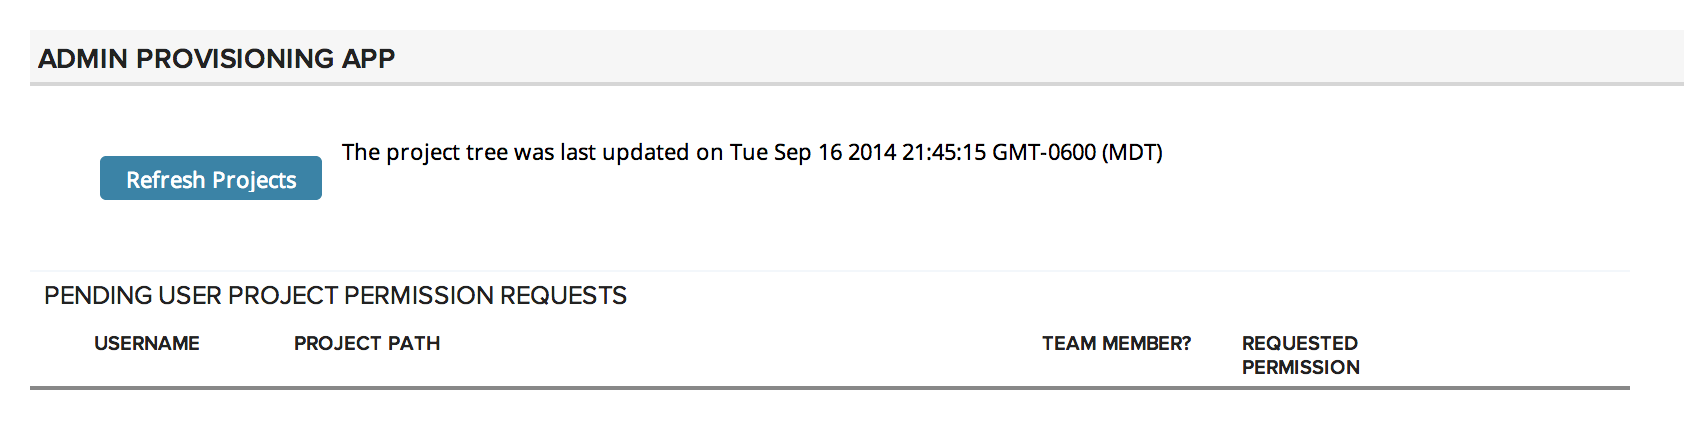 ADMIN PROVISIONING APP
The project tree was last updated on Tue Sep 16 2014 21:45:15 GMT-0600 (MDT)
Refresh Projects
PENDING USER PROJECT PERMISSION REQUESTS
USERNAME PROJECT PATH TEAM MEMBER? REQUESTED
PERMISSION